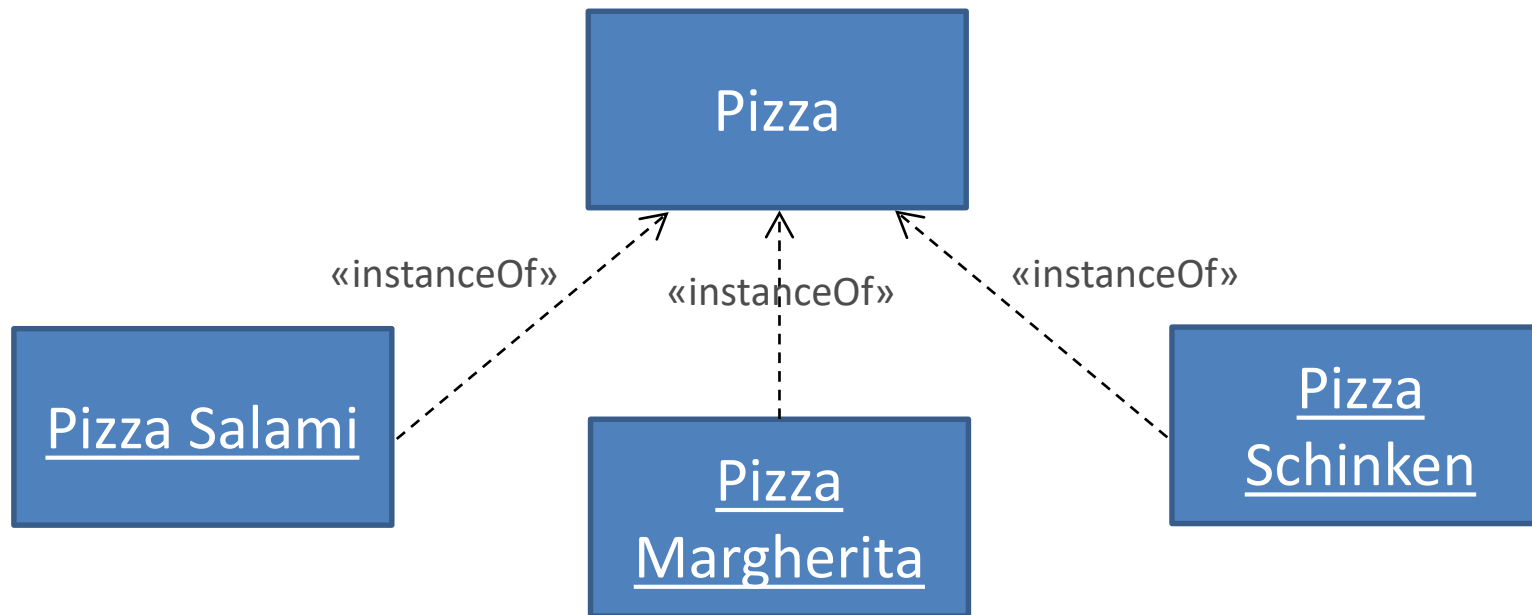 Pizza
«instanceOf»
«instanceOf»
«instanceOf»
Pizza Salami
Pizza
Margherita
Pizza
Schinken